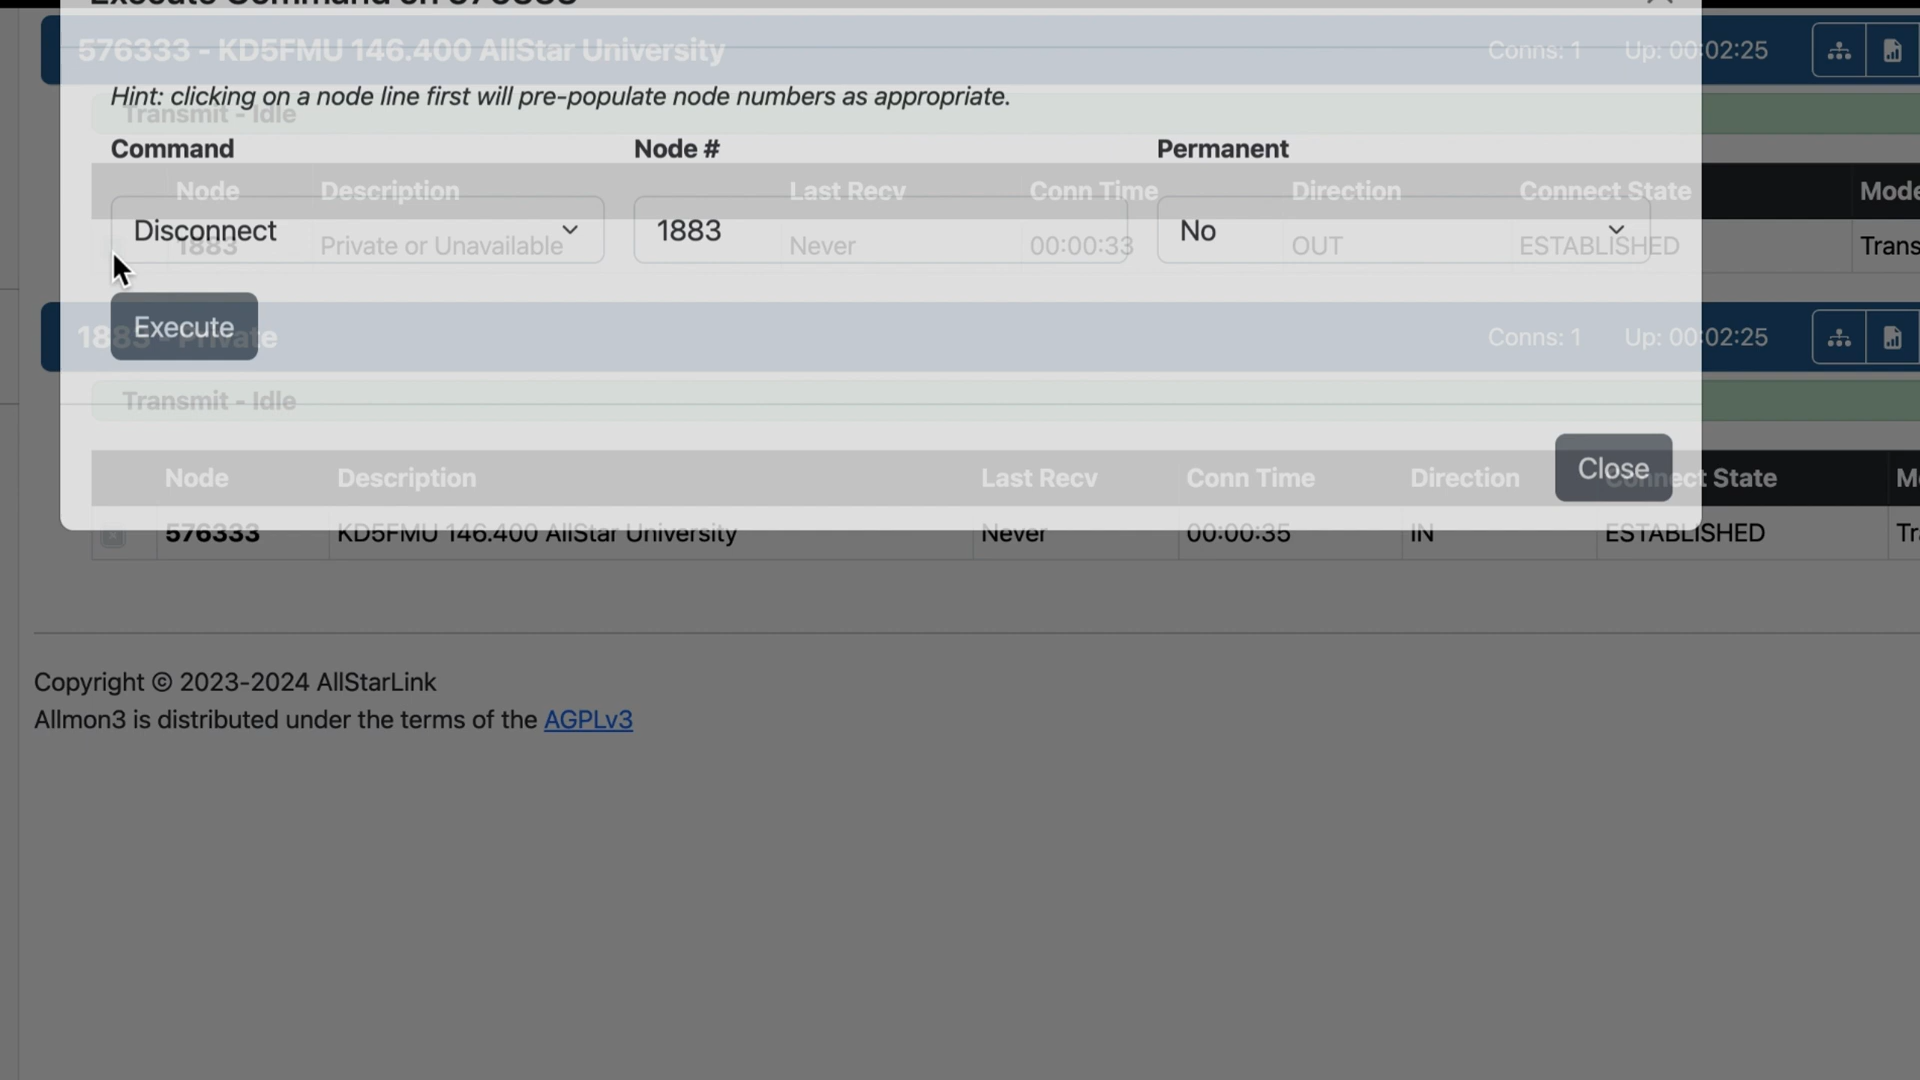 Execute Command on 576333
576333 - KD5FMU 146.400 AllStar University Conns: 1 Up: 00:02:25
Hint: clicking on a node line first will pre-populate node numbers as appropriate.
Transmit - Idle
Command Node # Permanent
Node Description Last Recv Conn Time Direction Connect State Mode
Disconnect 1883 No
1883 Private or Unavailable Never 00:00:33 OUT ESTABLISHED Trans
Execute
1883 - Private Conns: 1 Up: 00:02:25
Transmit - Idle
Close
Node Description Last Recv Conn Time Direction Connect State M
576333 KD5FMU 146.400 AllStar University Never 00:00:35 IN ESTABLISHED Tr
Copyright © 2023-2024 AllStarLink
Allmon3 is distributed under the terms of the AGPLv3